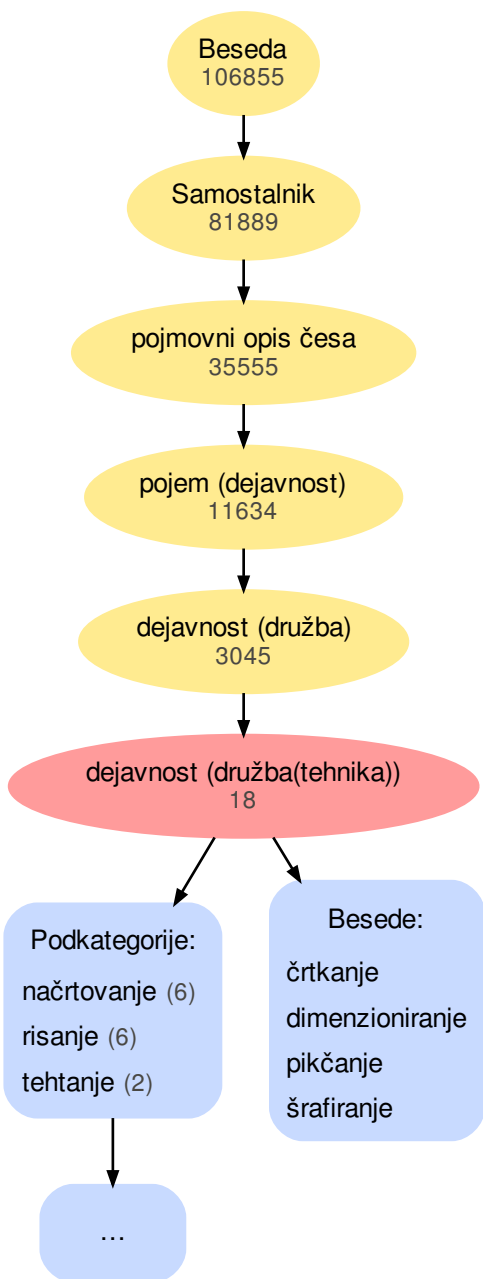 Beseda
106855
Samostalnik
81889
pojmovni opis česa
35555
pojem (dejavnost)
11634
dejavnost (družba)
3045
dejavnost (družba(tehnika))
18
Podkategorije:
načrtovanje (6)
risanje (6)
tehtanje (2)
...
Besede:
črtkanje
dimenzioniranje
pikčanje
šrafiranje